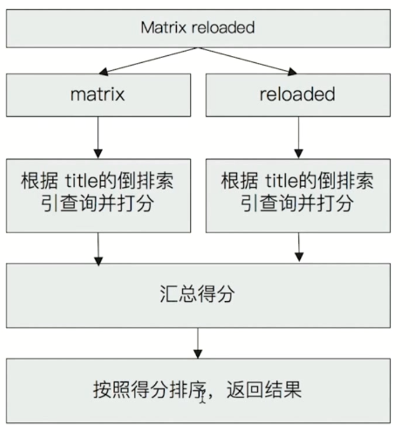 Matrix reloaded
matrix
reloaded
根据 title的倒排索
引查询并打分
根据 title的倒排索
引查询并打分
汇总得分
按照得分排序，返回结果